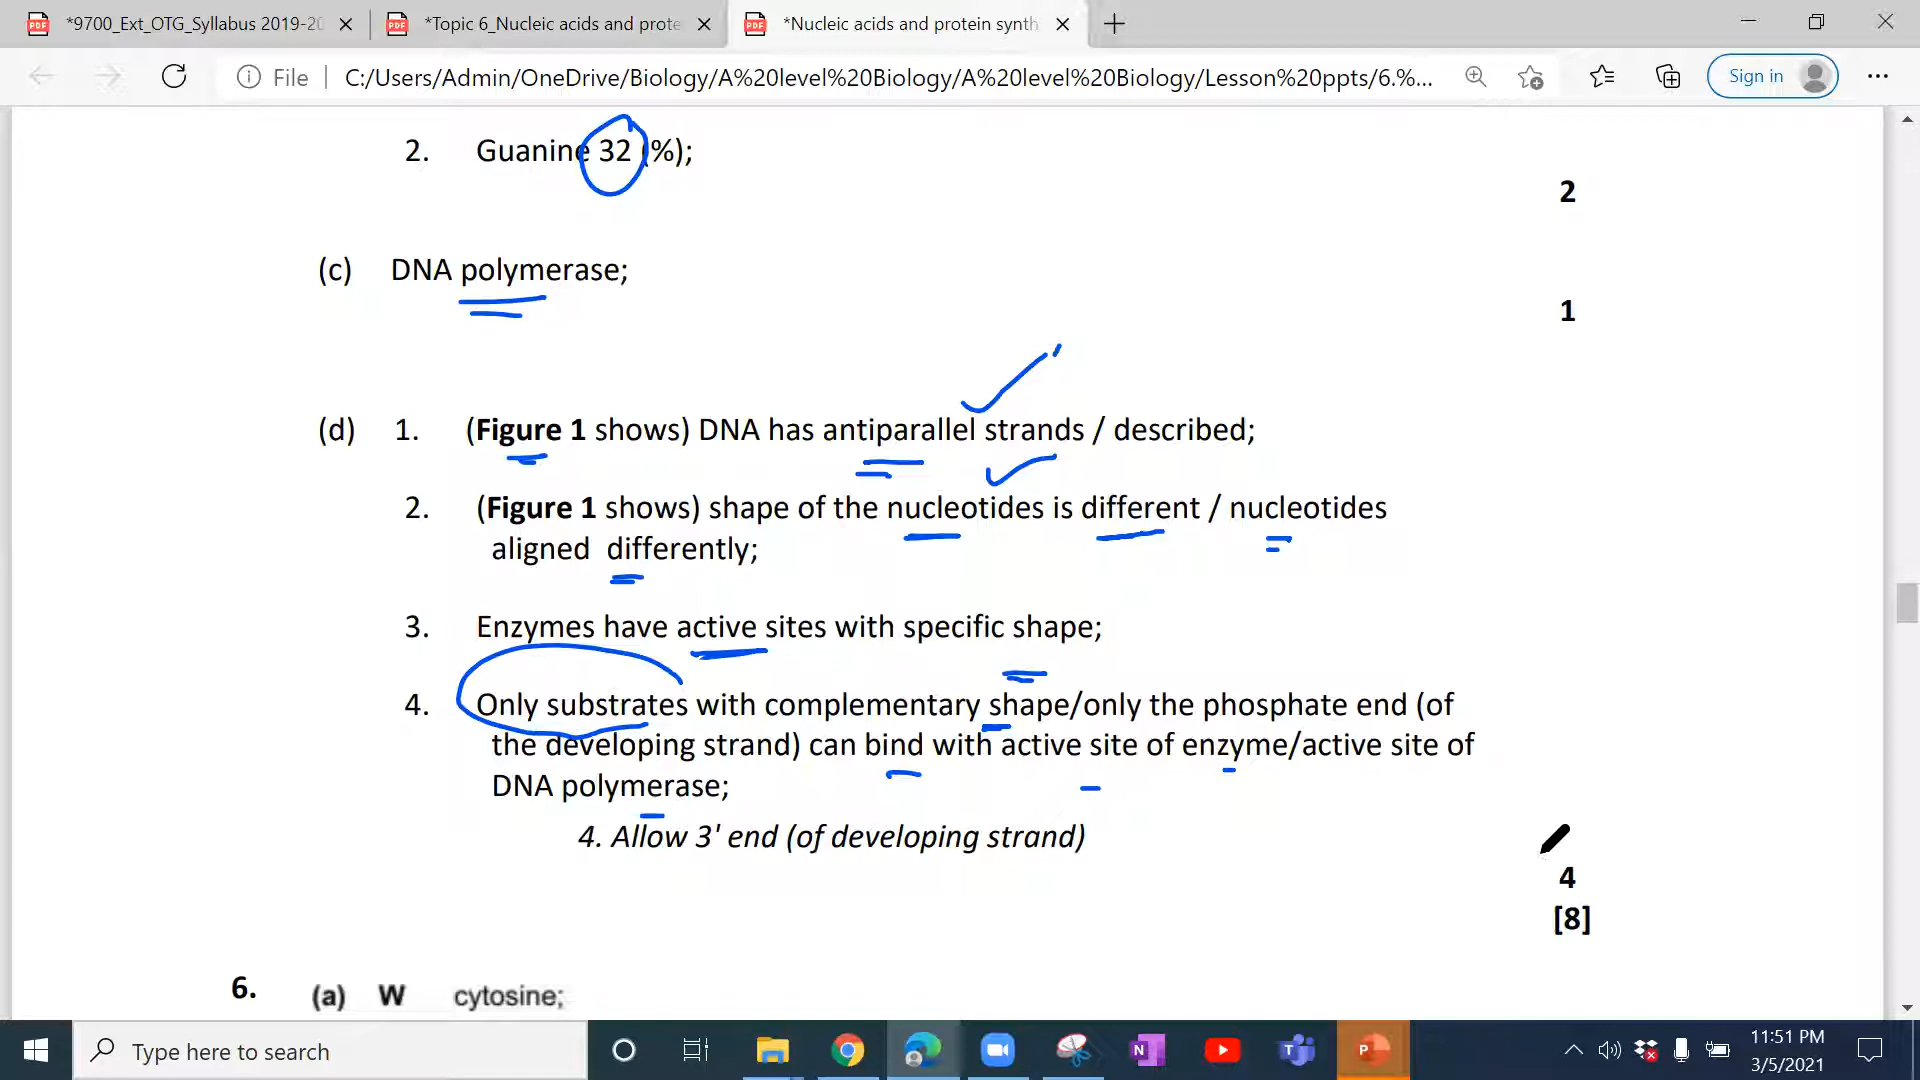 *9700_Ext_OTG_Syllabus 2019-20
*Topic 6_Nucleic acids and prote
*Nucleic acids and protein synth
File
C:/Users/Admin/OneDrive/Biology/A%20level%20Biology/A%20level%20Biology/Lesson%20ppts/6.%...
Sign in
2. Guanine 32 (%);
2
(c) DNA polymerase;
1
(d) 1. (Figure 1 shows) DNA has antiparallel strands / described;
2. (Figure 1 shows) shape of the nucleotides is different / nucleotides
aligned differently;
3. Enzymes have active sites with specific shape;
4. Only substrates with complementary shape/only the phosphate end (of
the developing strand) can bind with active site of enzyme/active site of
DNA polymerase;
4. Allow 3' end (of developing strand)
4
[8]
6. (a) W cytosine;
Type here to search
11:51 PM
3/5/2021